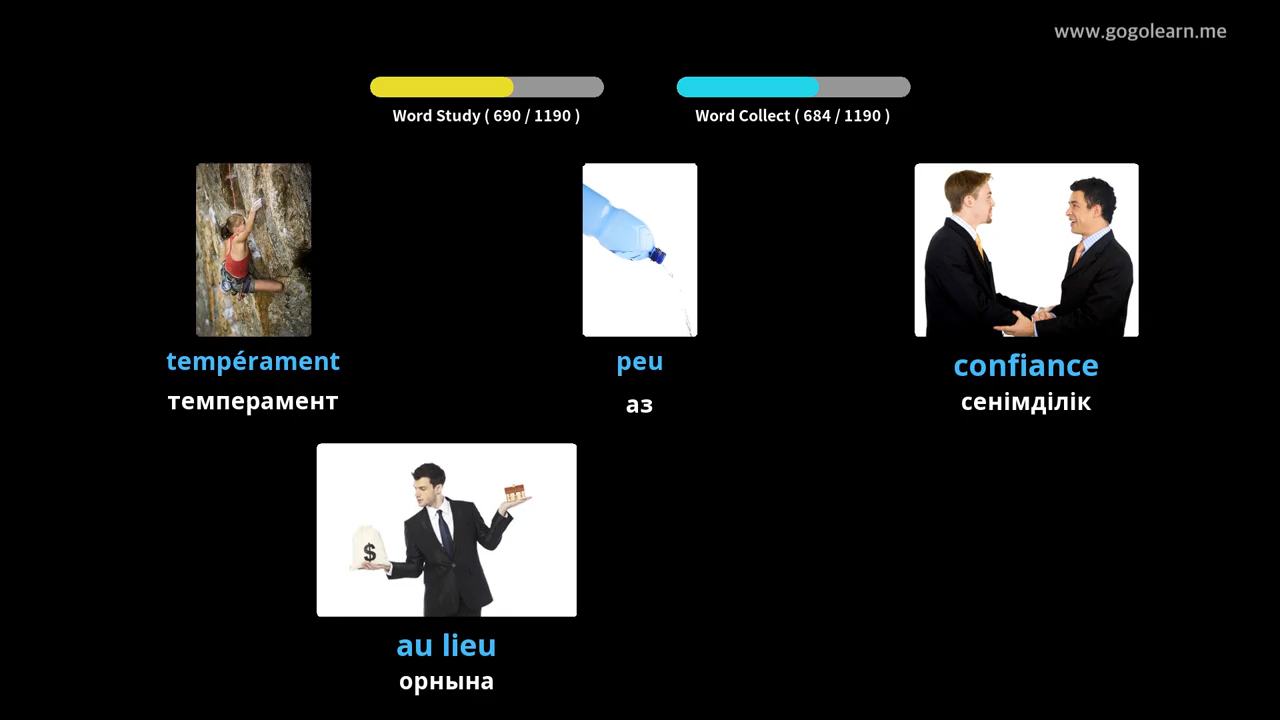 www.gogolearn.me
Word Study ( 690 / 1190 )
Word Collect ( 684 / 1190 )
tempérament
темперамент
peu
аз
confiance
сенімділік
$
au lieu
орнына